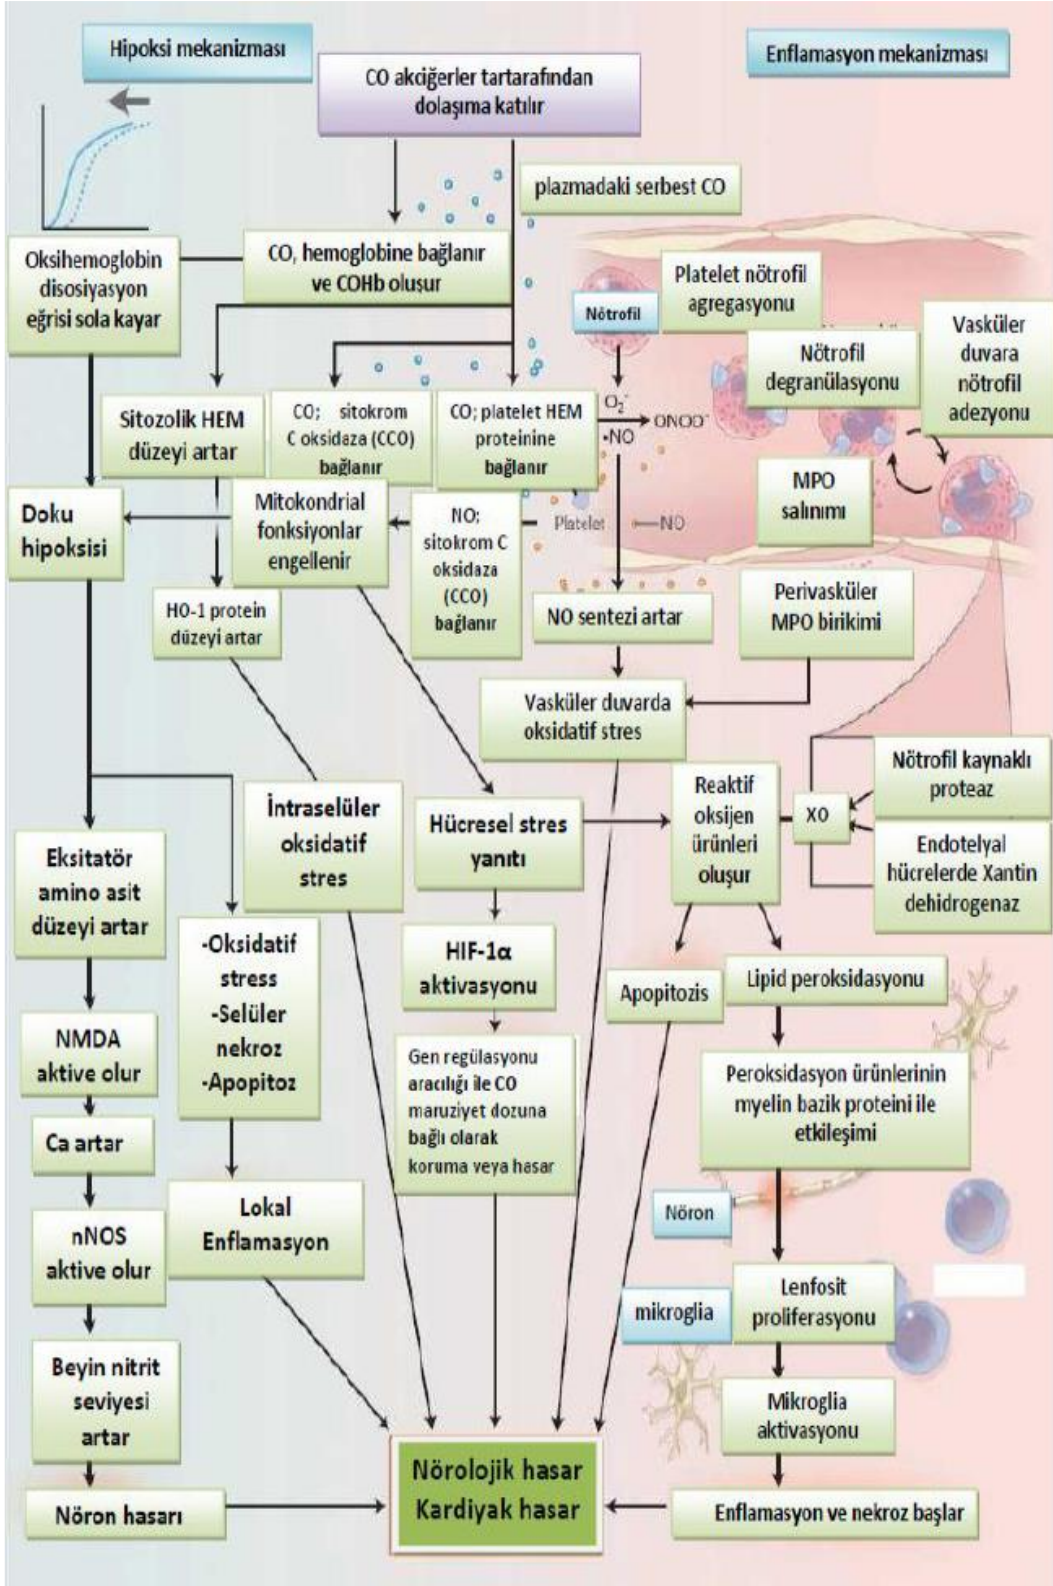 Hipoksi mekanizması
Enflamasyon mekanizması
CO akciğerler tartarafından
dolaşıma katılır
plazmadaki serbest CO
Oksihemoglobin
disosiyasyon
eğrisi sola kayar
CO, hemoglobine bağlanır
ve COHb oluşur
Nötrofil
Platelet nötrofil
agregasyonu
Nötrofil
degranülasyonu
Vasküler
duvara
nötrofil
adezyonu
Sitozolik HEM
düzeyi artar
CO; sitokrom
C oksidaza (CCO)
bağlanır
CO; platelet HEM
proteinine
bağlanır
O₂⁻
•NO
ONOO⁻
MPO
salınımı
Doku
hipoksisi
Mitokondrial
fonksiyonlar
engellenir
NO;
sitokrom C
oksidaza
(CCO)
bağlanır
Platelet
NO
HO-1 protein
düzeyi artar
NO sentezi artar
Perivasküler
MPO birikimi
Vasküler duvarda
oksidatif stres
İntraselüler
oksidatif
stres
Hücresel stres
yanıtı
Reaktif
oksijen
ürünleri
oluşur
XO
Nötrofil kaynaklı
proteaz
Endotelyal
hücrelerde Xantin
dehidrogenaz
Eksitatör
amino asit
düzeyi artar
-Oksidatif
stress
-Selüler
nekroz
-Apopitoz
HIF-1α
aktivasyonu
Apopitozis
Lipid peroksidasyonu
NMDA
aktive olur
Gen regülasyonu
aracılığı ile CO
maruziyet dozuna
bağlı olarak
koruma veya hasar
Peroksidasyon ürünlerinin
myelin bazik proteini ile
etkileşimi
Ca artar
Lokal
Enflamasyon
Nöron
nNOS
aktive olur
mikroglia
Lenfosit
proliferasyonu
Beyin nitrit
seviyesi
artar
Mikroglia
aktivasyonu
Nöron hasarı
Nörolojik hasar
Kardiyak hasar
Enflamasyon ve nekroz başlar